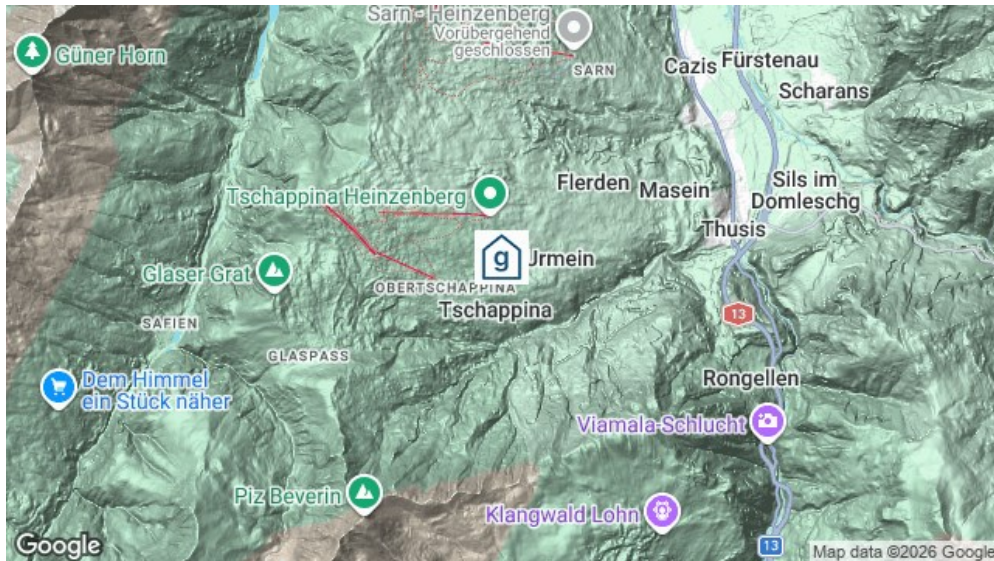 Sarn - Heinzenberg
Vorübergehend
geschlossen
Güner Horn
SARN
Cazis
Fürstenau
Scharans
Tschappina Heinzenberg
Flerden
Masein
Sils im
Domleschg
Thusis
g
Urmein
Glaser Grat
OBERTSCHAPPINA
Tschappina
13
SAFIEN
GLASPASS
Dem Himmel
ein Stück näher
Rongellen
Viamala-Schlucht
Piz Beverin
Klangwald Lohn
13
Google
Map data ©2026 Google